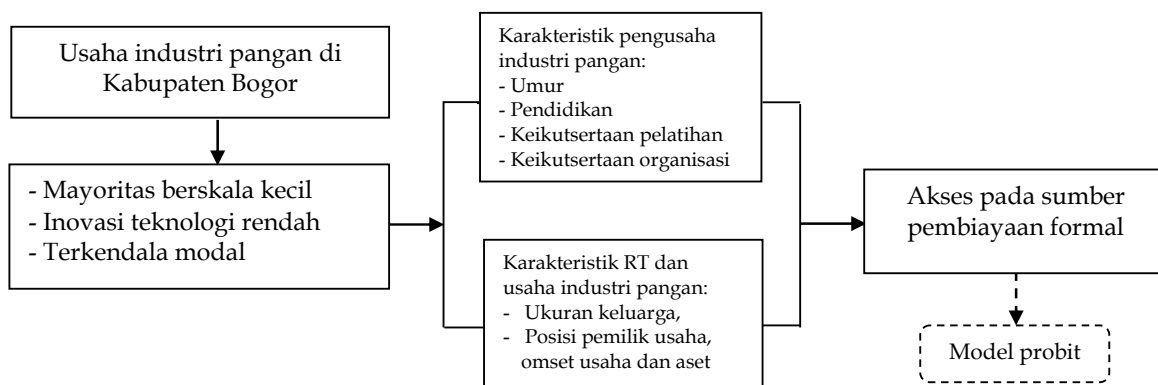 Usaha industri pangan di
Kabupaten Bogor
- Mayoritas berskala kecil
- Inovasi teknologi rendah
- Terkendala modal
Karakteristik pengusaha
industri pangan:
- Umur
- Pendidikan
- Keikutsertaan pelatihan
- Keikutsertaan organisasi
Karakteristik RT dan
usaha industri pangan:
- Ukuran keluarga,
- Posisi pemilik usaha,
omset usaha dan aset
Akses pada sumber
pembiayaan formal
Model probit